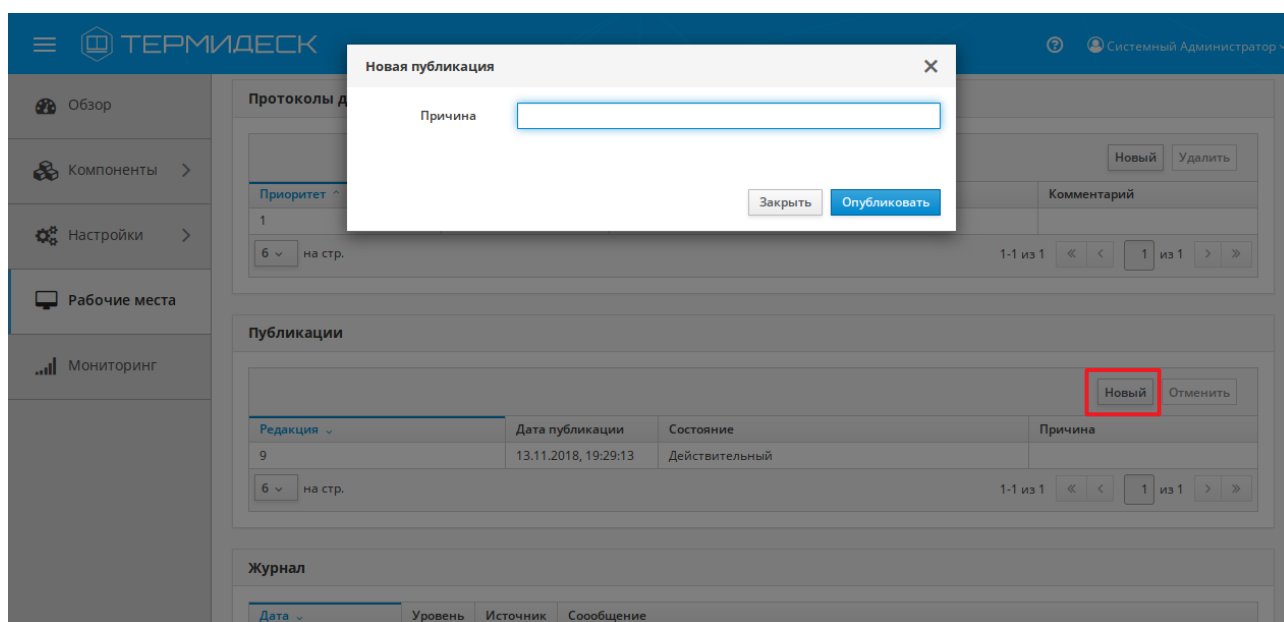 ТЕРМИДЕСК
Системный Администратор
Новая публикация
Причина
Закрыть Опубликовать
Обзор
Компоненты
Настройки
Рабочие места
Мониторинг
Протоколы д
Новый Удалить
Приоритет Комментарий
1
6 на стр. 1-1 из 1 « < 1 из 1 > »
Публикации
Новый Отменить
Редакция Дата публикации Состояние Причина
9 13.11.2018, 19:29:13 Действительный
6 на стр. 1-1 из 1 « < 1 из 1 > »
Журнал
Дата Уровень Источник Соообщение